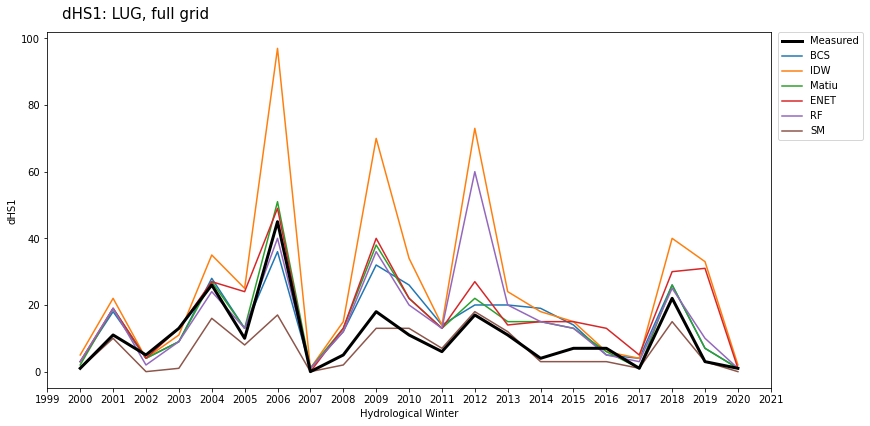 dHS1: LUG, full grid
100
80
60
40
20
0
dHS1
1999 2000 2001 2002 2003 2004 2005 2006 2007 2008 2009 2010 2011 2012 2013 2014 2015 2016 2017 2018 2019 2020 2021
Hydrological Winter
Measured
BCS
IDW
Matiu
ENET
RF
SM